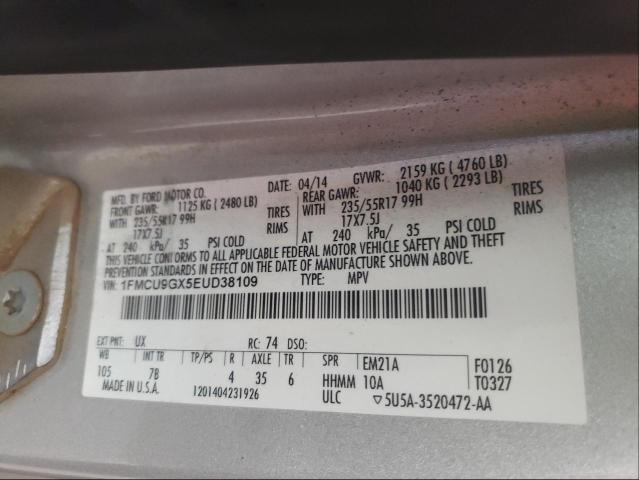 MFD. BY FORD MOTOR CO. DATE: 04/14 GVWR: 2159 KG ( 4760 LB)
FRONT GAWR: 1125 KG ( 2480 LB) REAR GAWR: 1040 KG ( 2293 LB)
WITH 235/55R17 99H TIRES WITH 235/55R17 99H TIRES
17X7.5J RIMS 17X7.5J RIMS
AT 240 kPa/ 35 PSI COLD AT 240 kPa/ 35 PSI COLD
THIS VEHICLE CONFORMS TO ALL APPLICABLE FEDERAL MOTOR VEHICLE SAFETY AND THEFT
PREVENTION STANDARDS IN EFFECT ON THE DATE OF MANUFACTURE SHOWN ABOVE.
VIN: 1FMCU9GX5EUD38109 TYPE: MPV
EXT PNT: UX RC: 74 DSO:
WB INT TR TP/PS R AXLE TR SPR EM21A F0126
105 7B 4 35 6 HHMM 10A T0327
MADE IN U.S.A. 1201404231926 ULC ▽5U5A-3520472-AA